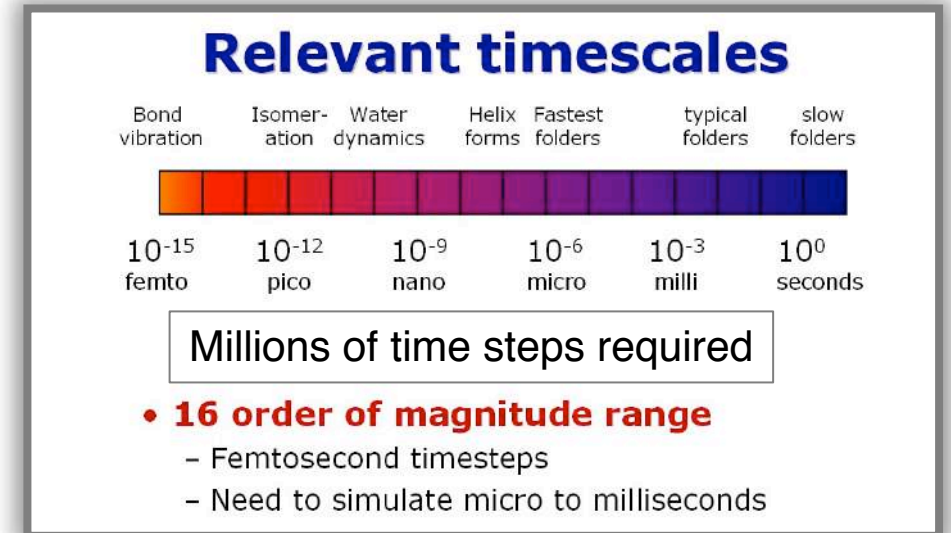 Relevant timescales
Bond Isomer- Water Helix Fastest typical slow
vibration ation dynamics forms folders folders folders
10⁻¹⁵ 10⁻¹² 10⁻⁹ 10⁻⁶ 10⁻³ 10⁰
femto pico nano micro milli seconds
Millions of time steps required
• 16 order of magnitude range
– Femtosecond timesteps
– Need to simulate micro to milliseconds